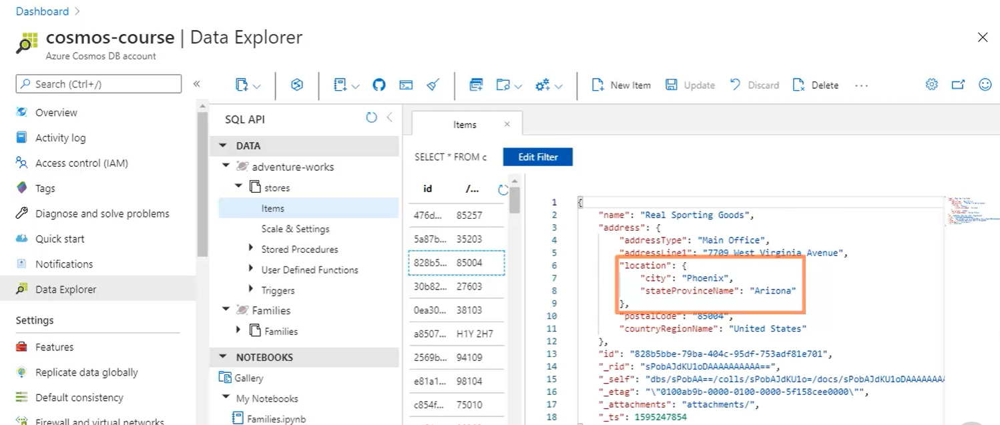 Dashboard
cosmos-course | Data Explorer
Azure Cosmos DB account
Search (Ctrl+/)
«
Overview
Activity log
Access control (IAM)
Tags
Diagnose and solve problems
Quick start
Notifications
Data Explorer
Settings
Features
Replicate data globally
Default consistency
Firewall and virtual networks
New Item
Update
Discard
Delete
...
SQL API
DATA
adventure-works
stores
Items
Scale & Settings
Stored Procedures
User Defined Functions
Triggers
Families
Families
NOTEBOOKS
Gallery
My Notebooks
Families.ipynb
Items
SELECT * FROM c
Edit Filter
id /...
476d... 85257
5a87b... 35203
828b5... 85004
30b82... 27603
0ea30... 38103
a8507... H1Y 2H7
2569b... 94109
e81a1... 98104
c854f... 75010
1 {
2 "name": "Real Sporting Goods",
3 "address": {
4 "addressType": "Main Office",
5 "addressLine1": "7709 West Virginia Avenue",
6 "location": {
7 "city": "Phoenix",
8 "stateProvinceName": "Arizona"
9 },
10 "postalCode": "85004",
11 "countryRegionName": "United States"
12 },
13 "id": "828b5bbe-79ba-404c-95df-753adf81e701",
14 "_rid": "sPobAJdKU1oDAAAAAAAAAA==",
15 "_self": "dbs/sPobAA==/colls/sPobAJdKU1o=/docs/sPobAJdKU1oDAAAAAAA
16 "_etag": "\"0100ab9b-0000-0100-0000-5f158cee0000\"",
17 "_attachments": "attachments/",
18 "_ts": 1595247854